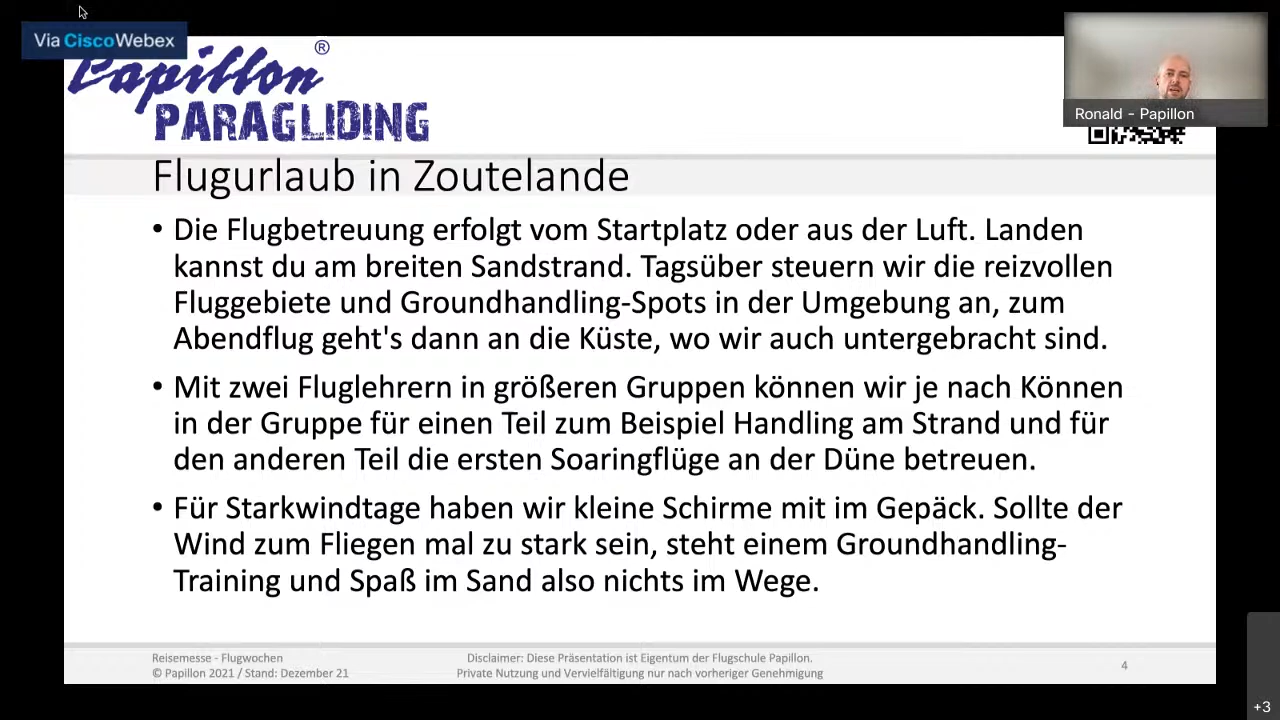 Via CiscoWebex
Papillon®
PARAGLIDING
Ronald - Papillon
Flugurlaub in Zoutelande
• Die Flugbetreuung erfolgt vom Startplatz oder aus der Luft. Landen
kannst du am breiten Sandstrand. Tagsüber steuern wir die reizvollen
Fluggebiete und Groundhandling-Spots in der Umgebung an, zum
Abendflug geht's dann an die Küste, wo wir auch untergebracht sind.
• Mit zwei Fluglehrern in größeren Gruppen können wir je nach Können
in der Gruppe für einen Teil zum Beispiel Handling am Strand und für
den anderen Teil die ersten Soaringflüge an der Düne betreuen.
• Für Starkwindtage haben wir kleine Schirme mit im Gepäck. Sollte der
Wind zum Fliegen mal zu stark sein, steht einem Groundhandling-
Training und Spaß im Sand also nichts im Wege.
Reisemesse - Flugwochen
© Papillon 2021 / Stand: Dezember 21
Disclaimer: Diese Präsentation ist Eigentum der Flugschule Papillon.
Private Nutzung und Vervielfältigung nur nach vorheriger Genehmigung
4
+3